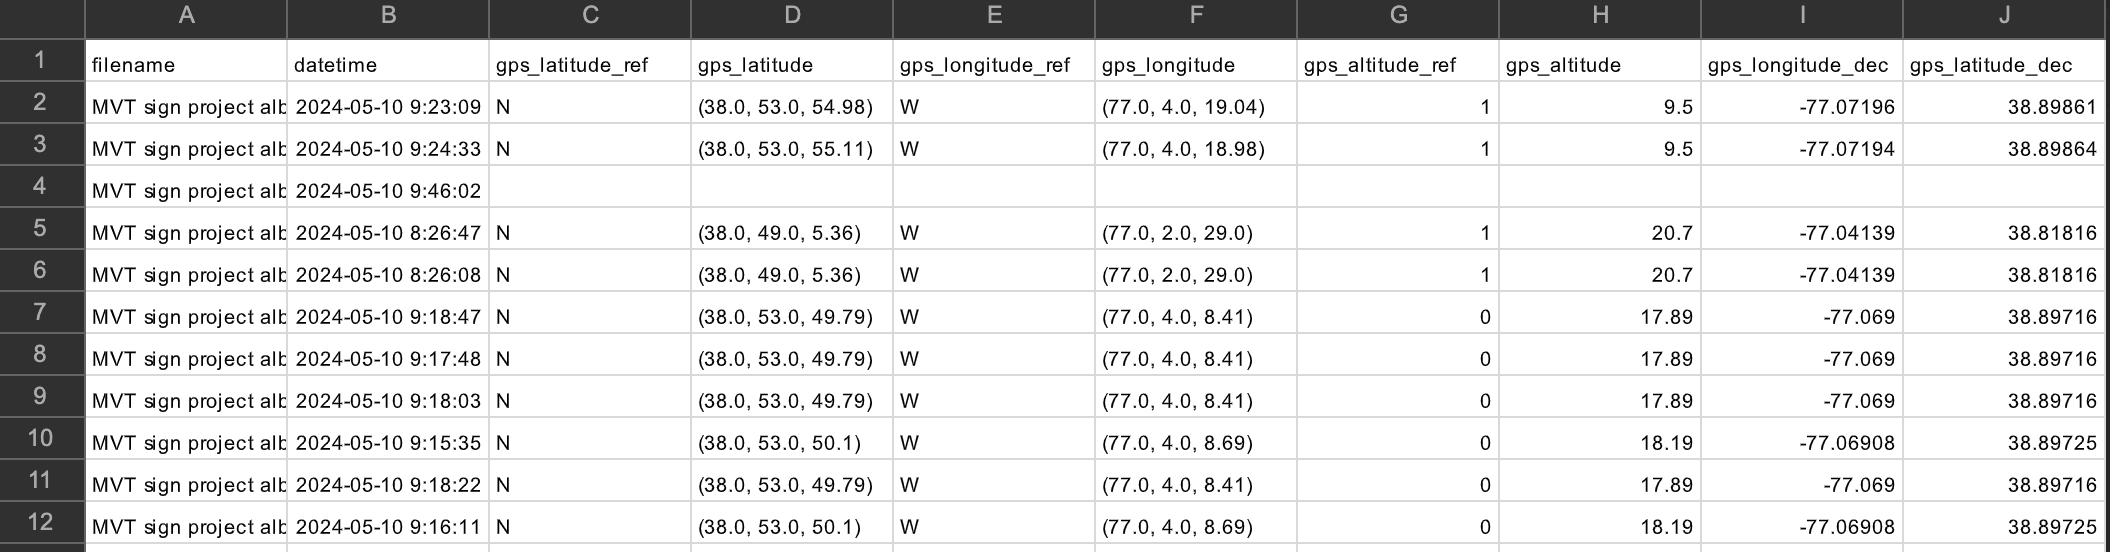 A B C D E F G H I J
1 filename datetime gps_latitude_ref gps_latitude gps_longitude_ref gps_longitude gps_altitude_ref gps_altitude gps_longitude_dec gps_latitude_dec
2 MVT sign project alb 2024-05-10 9:23:09 N (38.0, 53.0, 54.98) W (77.0, 4.0, 19.04) 1 9.5 -77.07196 38.89861
3 MVT sign project alb 2024-05-10 9:24:33 N (38.0, 53.0, 55.11) W (77.0, 4.0, 18.98) 1 9.5 -77.07194 38.89864
4 MVT sign project alb 2024-05-10 9:46:02
5 MVT sign project alb 2024-05-10 8:26:47 N (38.0, 49.0, 5.36) W (77.0, 2.0, 29.0) 1 20.7 -77.04139 38.81816
6 MVT sign project alb 2024-05-10 8:26:08 N (38.0, 49.0, 5.36) W (77.0, 2.0, 29.0) 1 20.7 -77.04139 38.81816
7 MVT sign project alb 2024-05-10 9:18:47 N (38.0, 53.0, 49.79) W (77.0, 4.0, 8.41) 0 17.89 -77.069 38.89716
8 MVT sign project alb 2024-05-10 9:17:48 N (38.0, 53.0, 49.79) W (77.0, 4.0, 8.41) 0 17.89 -77.069 38.89716
9 MVT sign project alb 2024-05-10 9:18:03 N (38.0, 53.0, 49.79) W (77.0, 4.0, 8.41) 0 17.89 -77.069 38.89716
10 MVT sign project alb 2024-05-10 9:15:35 N (38.0, 53.0, 50.1) W (77.0, 4.0, 8.69) 0 18.19 -77.06908 38.89725
11 MVT sign project alb 2024-05-10 9:18:22 N (38.0, 53.0, 49.79) W (77.0, 4.0, 8.41) 0 17.89 -77.069 38.89716
12 MVT sign project alb 2024-05-10 9:16:11 N (38.0, 53.0, 50.1) W (77.0, 4.0, 8.69) 0 18.19 -77.06908 38.89725